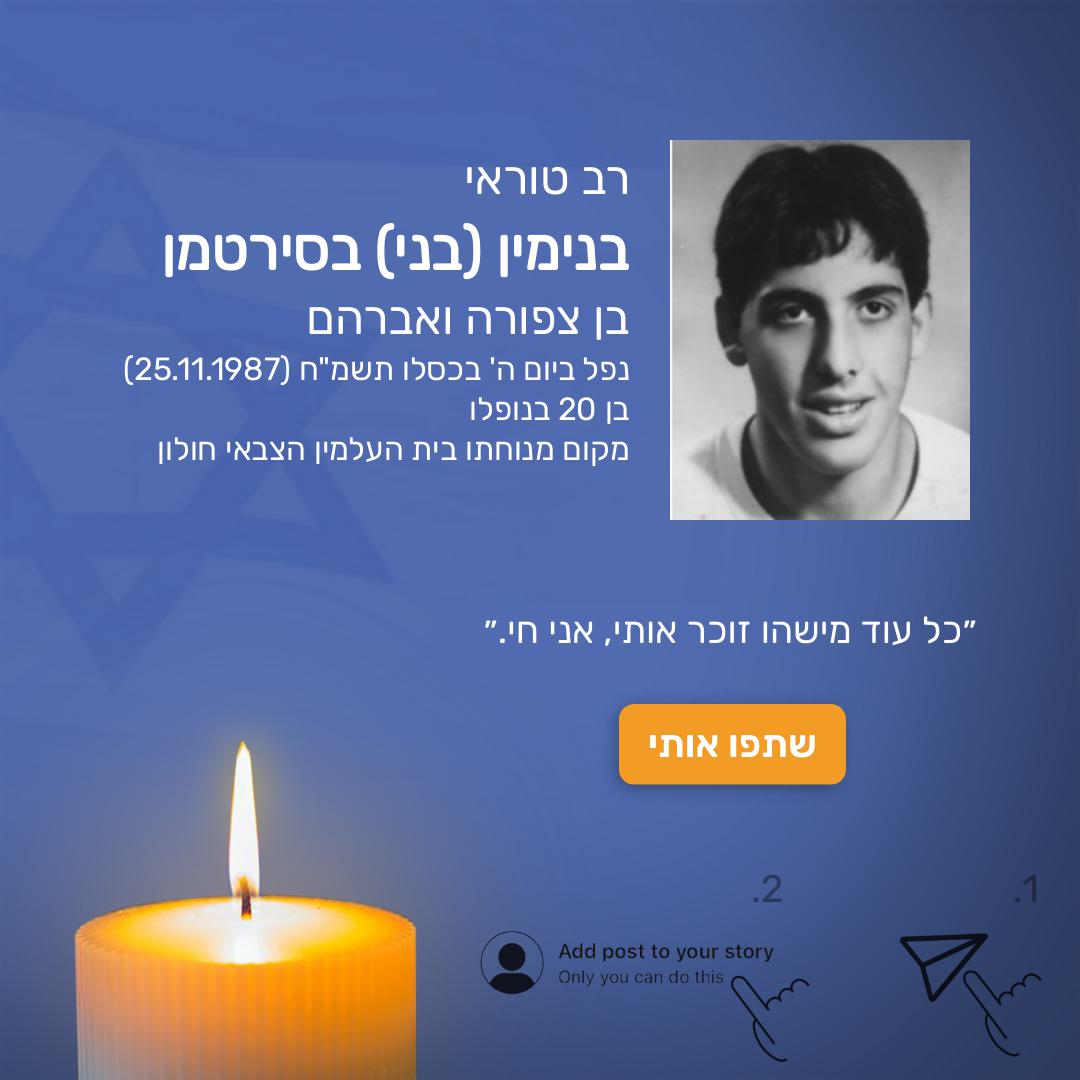 רב טוראי
בנימין (בני) בסירטמן
בן צפורה ואברהם
נפל ביום ה' בכסלו תשמ"ח (25.11.1987)
בן 20 בנופלו
מקום מנוחתו בית העלמין הצבאי חולון
״כל עוד מישהו זוכר אותי, אני חי.״
שתפו אותי
1.
2.
Add post to your story
Only you can do this